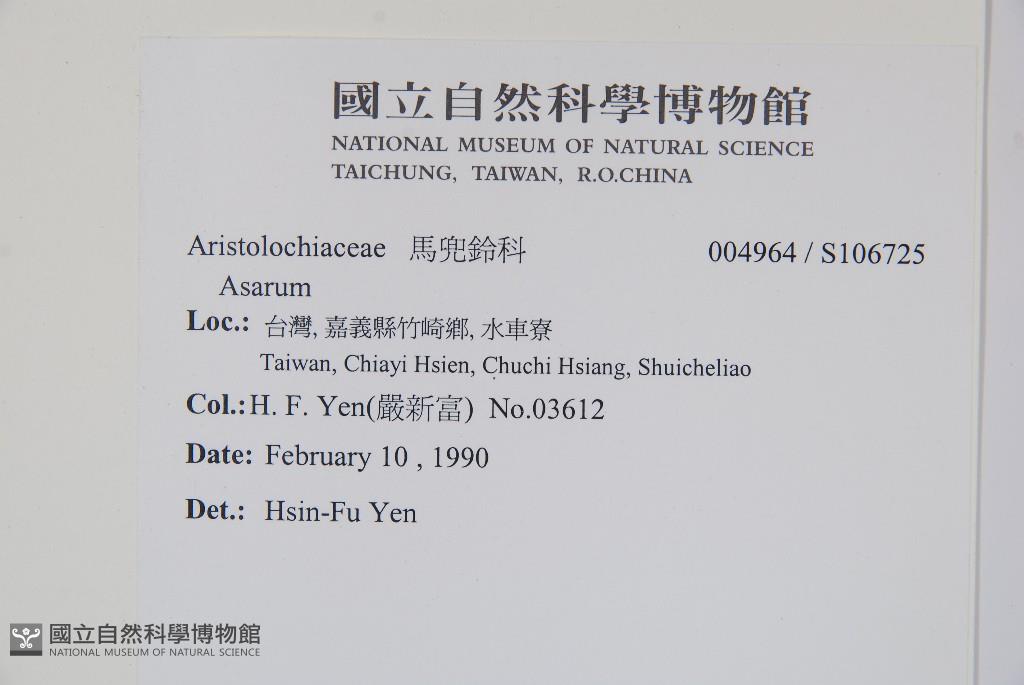 國立自然科學博物館
NATIONAL MUSEUM OF NATURAL SCIENCE
TAICHUNG, TAIWAN, R.O.CHINA
Aristolochiaceae 馬兜鈴科 004964 / S106725
Asarum
Loc.: 台灣, 嘉義縣竹崎鄉, 水車寮
Taiwan, Chiayi Hsien, Chuchi Hsiang, Shuicheliao
Col.: H. F. Yen(嚴新富) No.03612
Date: February 10 , 1990
Det.: Hsin-Fu Yen
國立自然科學博物館
NATIONAL MUSEUM OF NATURAL SCIENCE